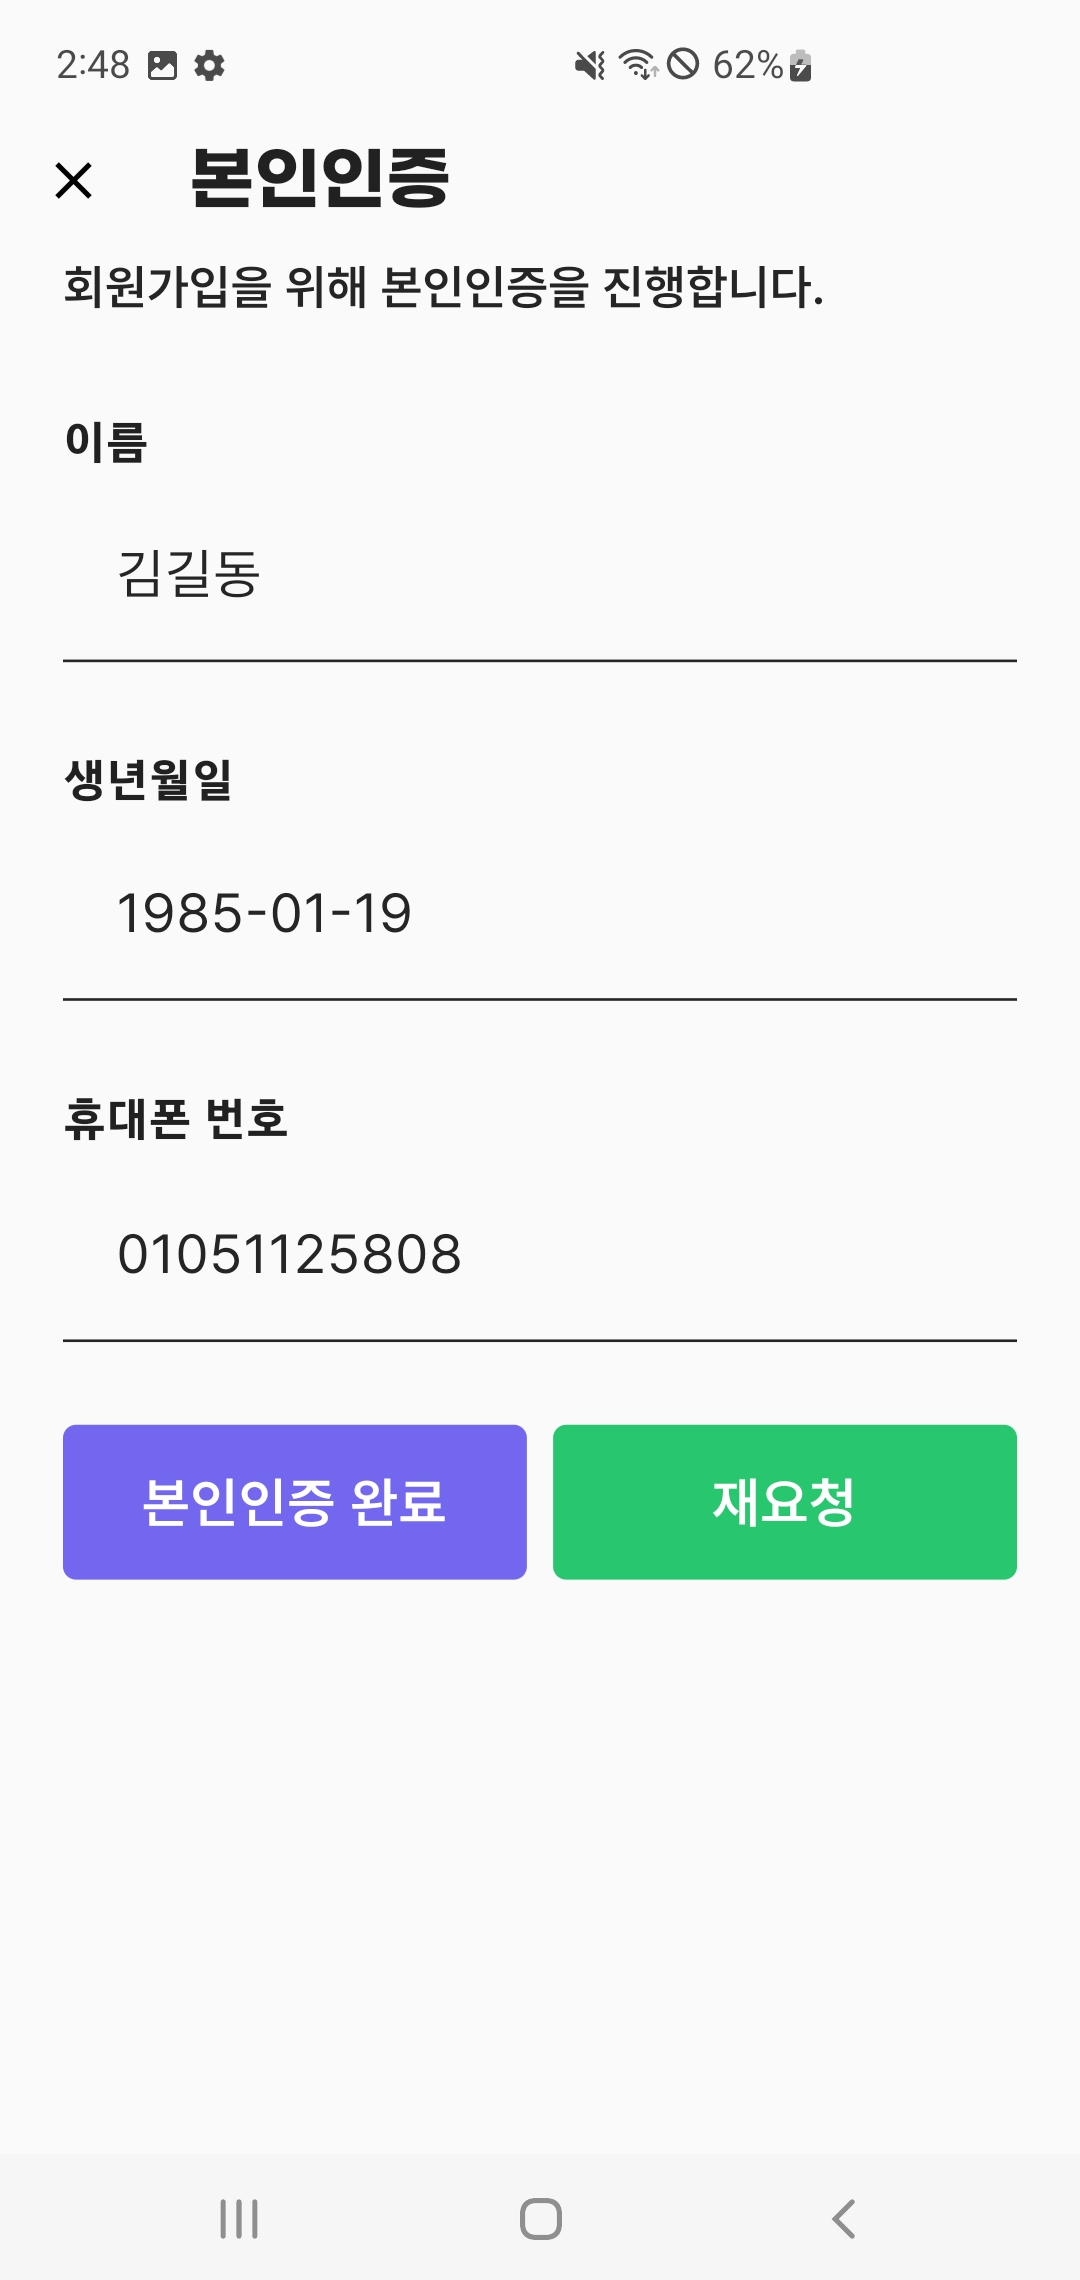 2:48 62%
본인인증
회원가입을 위해 본인인증을 진행합니다.
이름
김길동
생년월일
1985-01-19
휴대폰 번호
01051125808
본인인증 완료 재요청